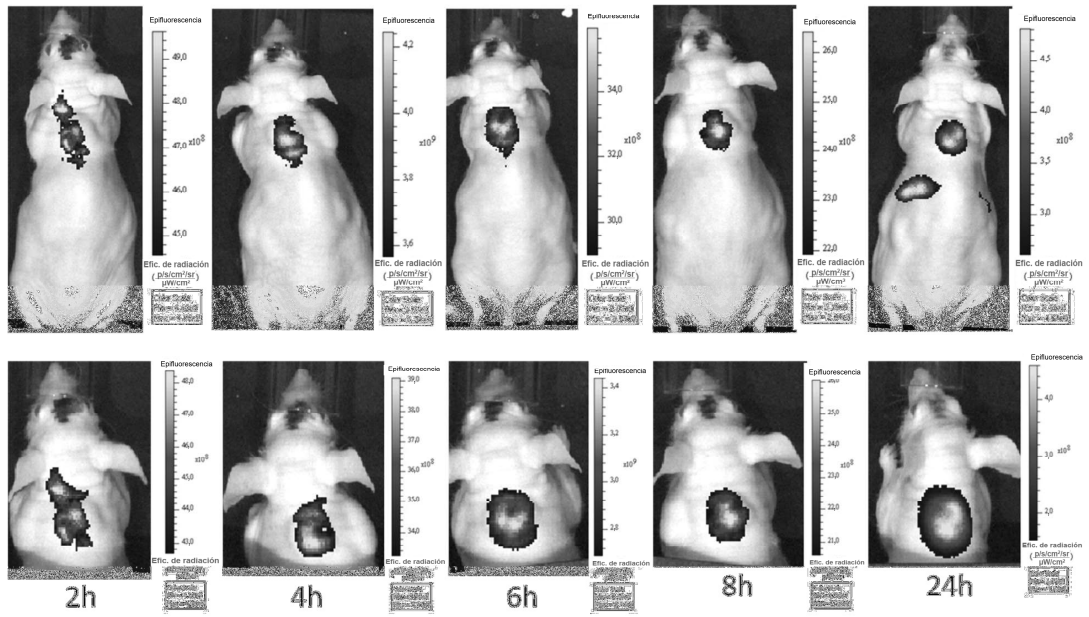 Epifluorescencia
49,0
48,0
47,0
x10⁸
46,0
45,0
Efic. de radiación
(p/s/cm²/sr)
µW/cm²
Epifluorescencia
4,2
4,0
x10⁹
3,8
3,6
Efic. de radiación
(p/s/cm²/sr)
µW/cm²
Epifluorescencia
34,0
x10⁸
32,0
30,0
Efic. de radiación
(p/s/cm²/sr)
µW/cm²
Epifluorescencia
26,0
25,0
24,0
x10⁸
23,0
22,0
Efic. de radiación
(p/s/cm²/sr)
µW/cm²
Epifluorescencia
4,5
4,0
x10⁸
3,5
3,0
Efic. de radiación
(p/s/cm²/sr)
µW/cm²
Epifluorescencia
48,0
46,0
x10⁸
45,0
44,0
43,0
Efic. de radiación
2h
Epifluorescencia
39,0
38,0
37,0
x10⁸
35,0
34,0
Efic. de radiación
4h
Epifluorescencia
3,4
x10⁹
3,0
2,8
Efic. de radiación
6h
Epifluorescencia
25,0
24,0
x10⁸
22,0
21,0
Efic. de radiación
8h
Epifluorescencia
4,0
3,0
x10⁸
2,0
Efic. de radiación
(p/s/cm²/sr)
µW/cm²
24h